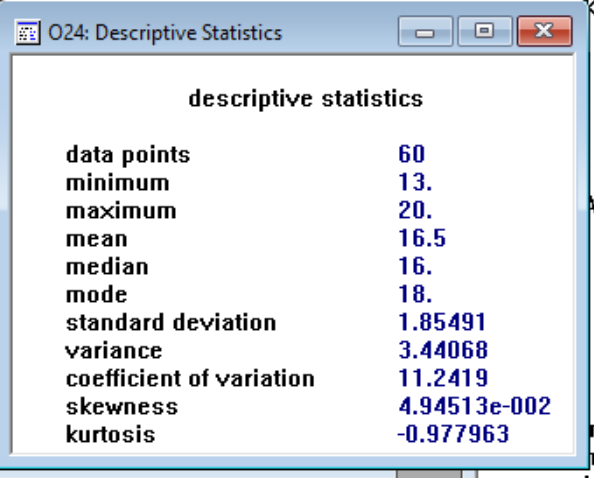 O24: Descriptive Statistics
descriptive statistics
data points 60
minimum 13.
maximum 20.
mean 16.5
median 16.
mode 18.
standard deviation 1.85491
variance 3.44068
coefficient of variation 11.2419
skewness 4.94513e-002
kurtosis -0.977963